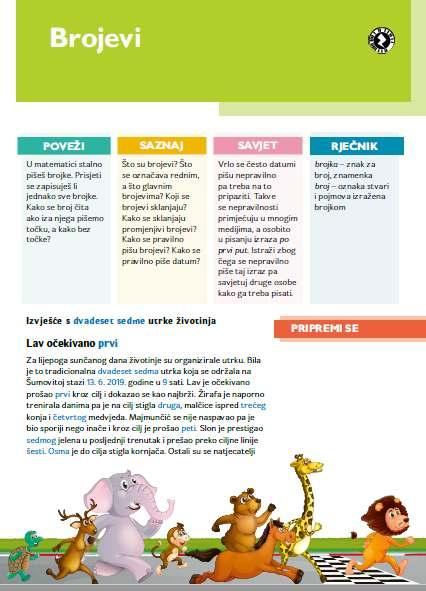 Brojevi
POVEŽI
U matematici stalno
pišeš brojke. Prisjeti
se zapisuješ li
jednako sve brojke.
Kako se broj čita
ako iza njega pišemo
točku, a kako bez
točke?
SAZNAJ
Što su brojevi? Što
se označava rednim,
a što glavnim
brojevima? Koji se
brojevi sklanjaju?
Kako se sklanjaju
promjenjivi brojevi?
Kako se pravilno
pišu brojevi? Kako se
pravilno piše datum?
SAVJET
Vrlo se često datumi
pišu nepravilno
pa treba na to
pripaziti. Takve
se nepravilnosti
primjećuju u mnogim
medijima, a osobito
u pisanju izraza po
prvi put. Istraži zbog
čega se nepravilno
piše taj izraz pa
savjetuj druge osobe
kako ga treba pisati.
RJEČNIK
brojka – znak za
broj, znamenka
broj – oznaka stvari
i pojmova izražena
brojkom
Izvješće s dvadeset sedme utrke životinja
PRIPREMI SE
Lav očekivano prvi
Za lijepoga sunčanog dana životinje su organizirale utrku. Bila
je to tradicionalna dvadeset sedma utrka koja se održala na
Šumovitoj stazi 13. 6. 2019. godine u 9 sati. Lav je očekivano
prošao prvi kroz cilj i dokazao se kao najbrži. Žirafa je naporno
trenirala danima pa je na cilj stigla druga, malčice ispred trećeg
konja i četvrtog medvjeda. Majmunčić se nije naspavao pa je
bio sporiji nego inače i kroz cilj je prošao peti. Slon je prestigao
sedmog jelena u posljednji trenutak i prešao preko ciljne linije
šesti. Osma je do cilja stigla kornjača. Ostali su se natjecatelji